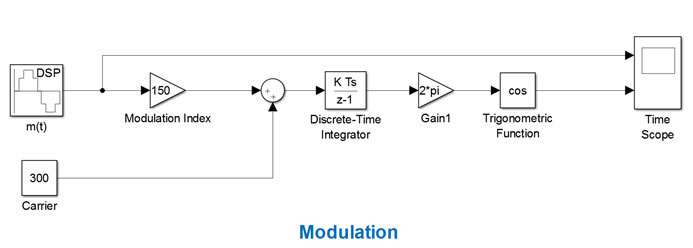 DSP
m(t)
150
Modulation Index
+
+
K Ts
z-1
Discrete-Time
Integrator
2*pi
Gain1
cos
Trigonometric
Function
Time
Scope
300
Carrier
Modulation